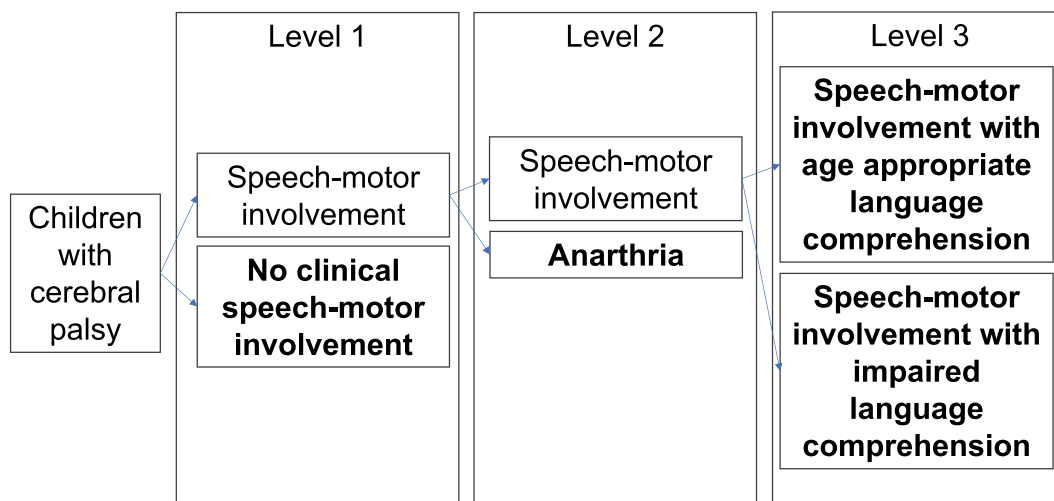 Children
with
cerebral
palsy
Level 1
Speech-motor
involvement
No clinical
speech-motor
involvement
Level 2
Speech-motor
involvement
Anarthria
Level 3
Speech-motor
involvement with
age appropriate
language
comprehension
Speech-motor
involvement with
impaired
language
comprehension